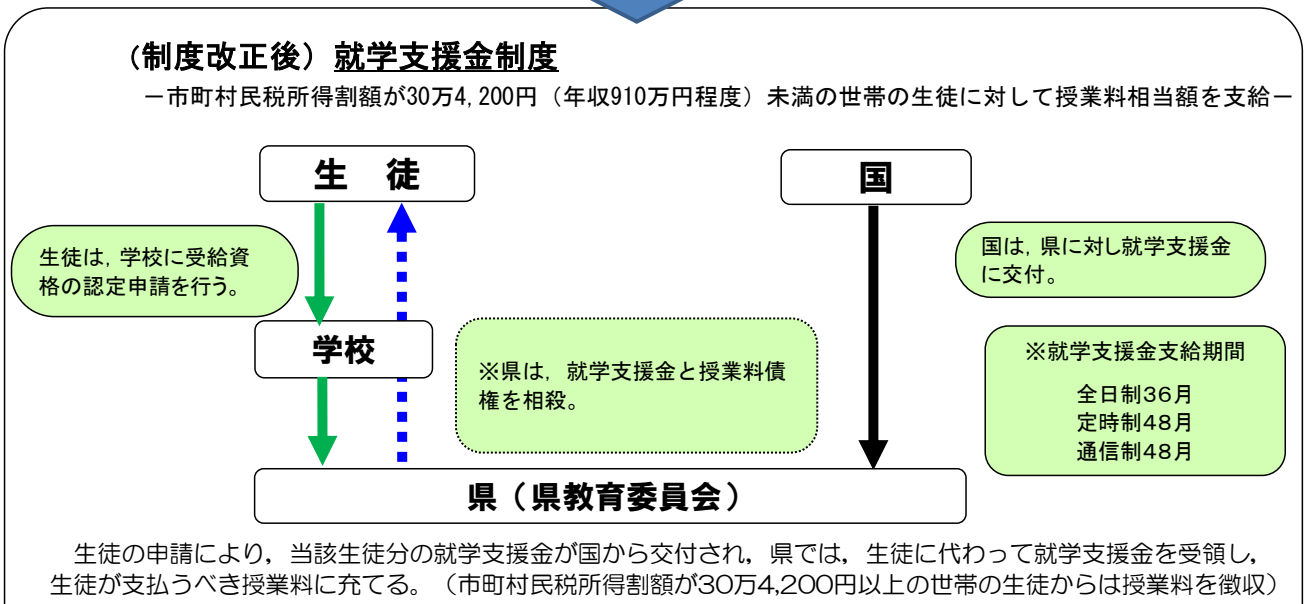 （制度改正後）就学支援金制度
－市町村民税所得割額が30万4,200円（年収910万円程度）未満の世帯の生徒に対して授業料相当額を支給－
生　徒
国
生徒は，学校に受給資
格の認定申請を行う。
国は，県に対し就学支援金
に交付。
学校
※県は，就学支援金と授業料債
権を相殺。
※就学支援金支給期間
全日制３６月
定時制４８月
通信制４８月
県（県教育委員会）
生徒の申請により，当該生徒分の就学支援金が国から交付され，県では，生徒に代わって就学支援金を受領し，
生徒が支払うべき授業料に充てる。（市町村民税所得割額が30万4,200円以上の世帯の生徒からは授業料を徴収）